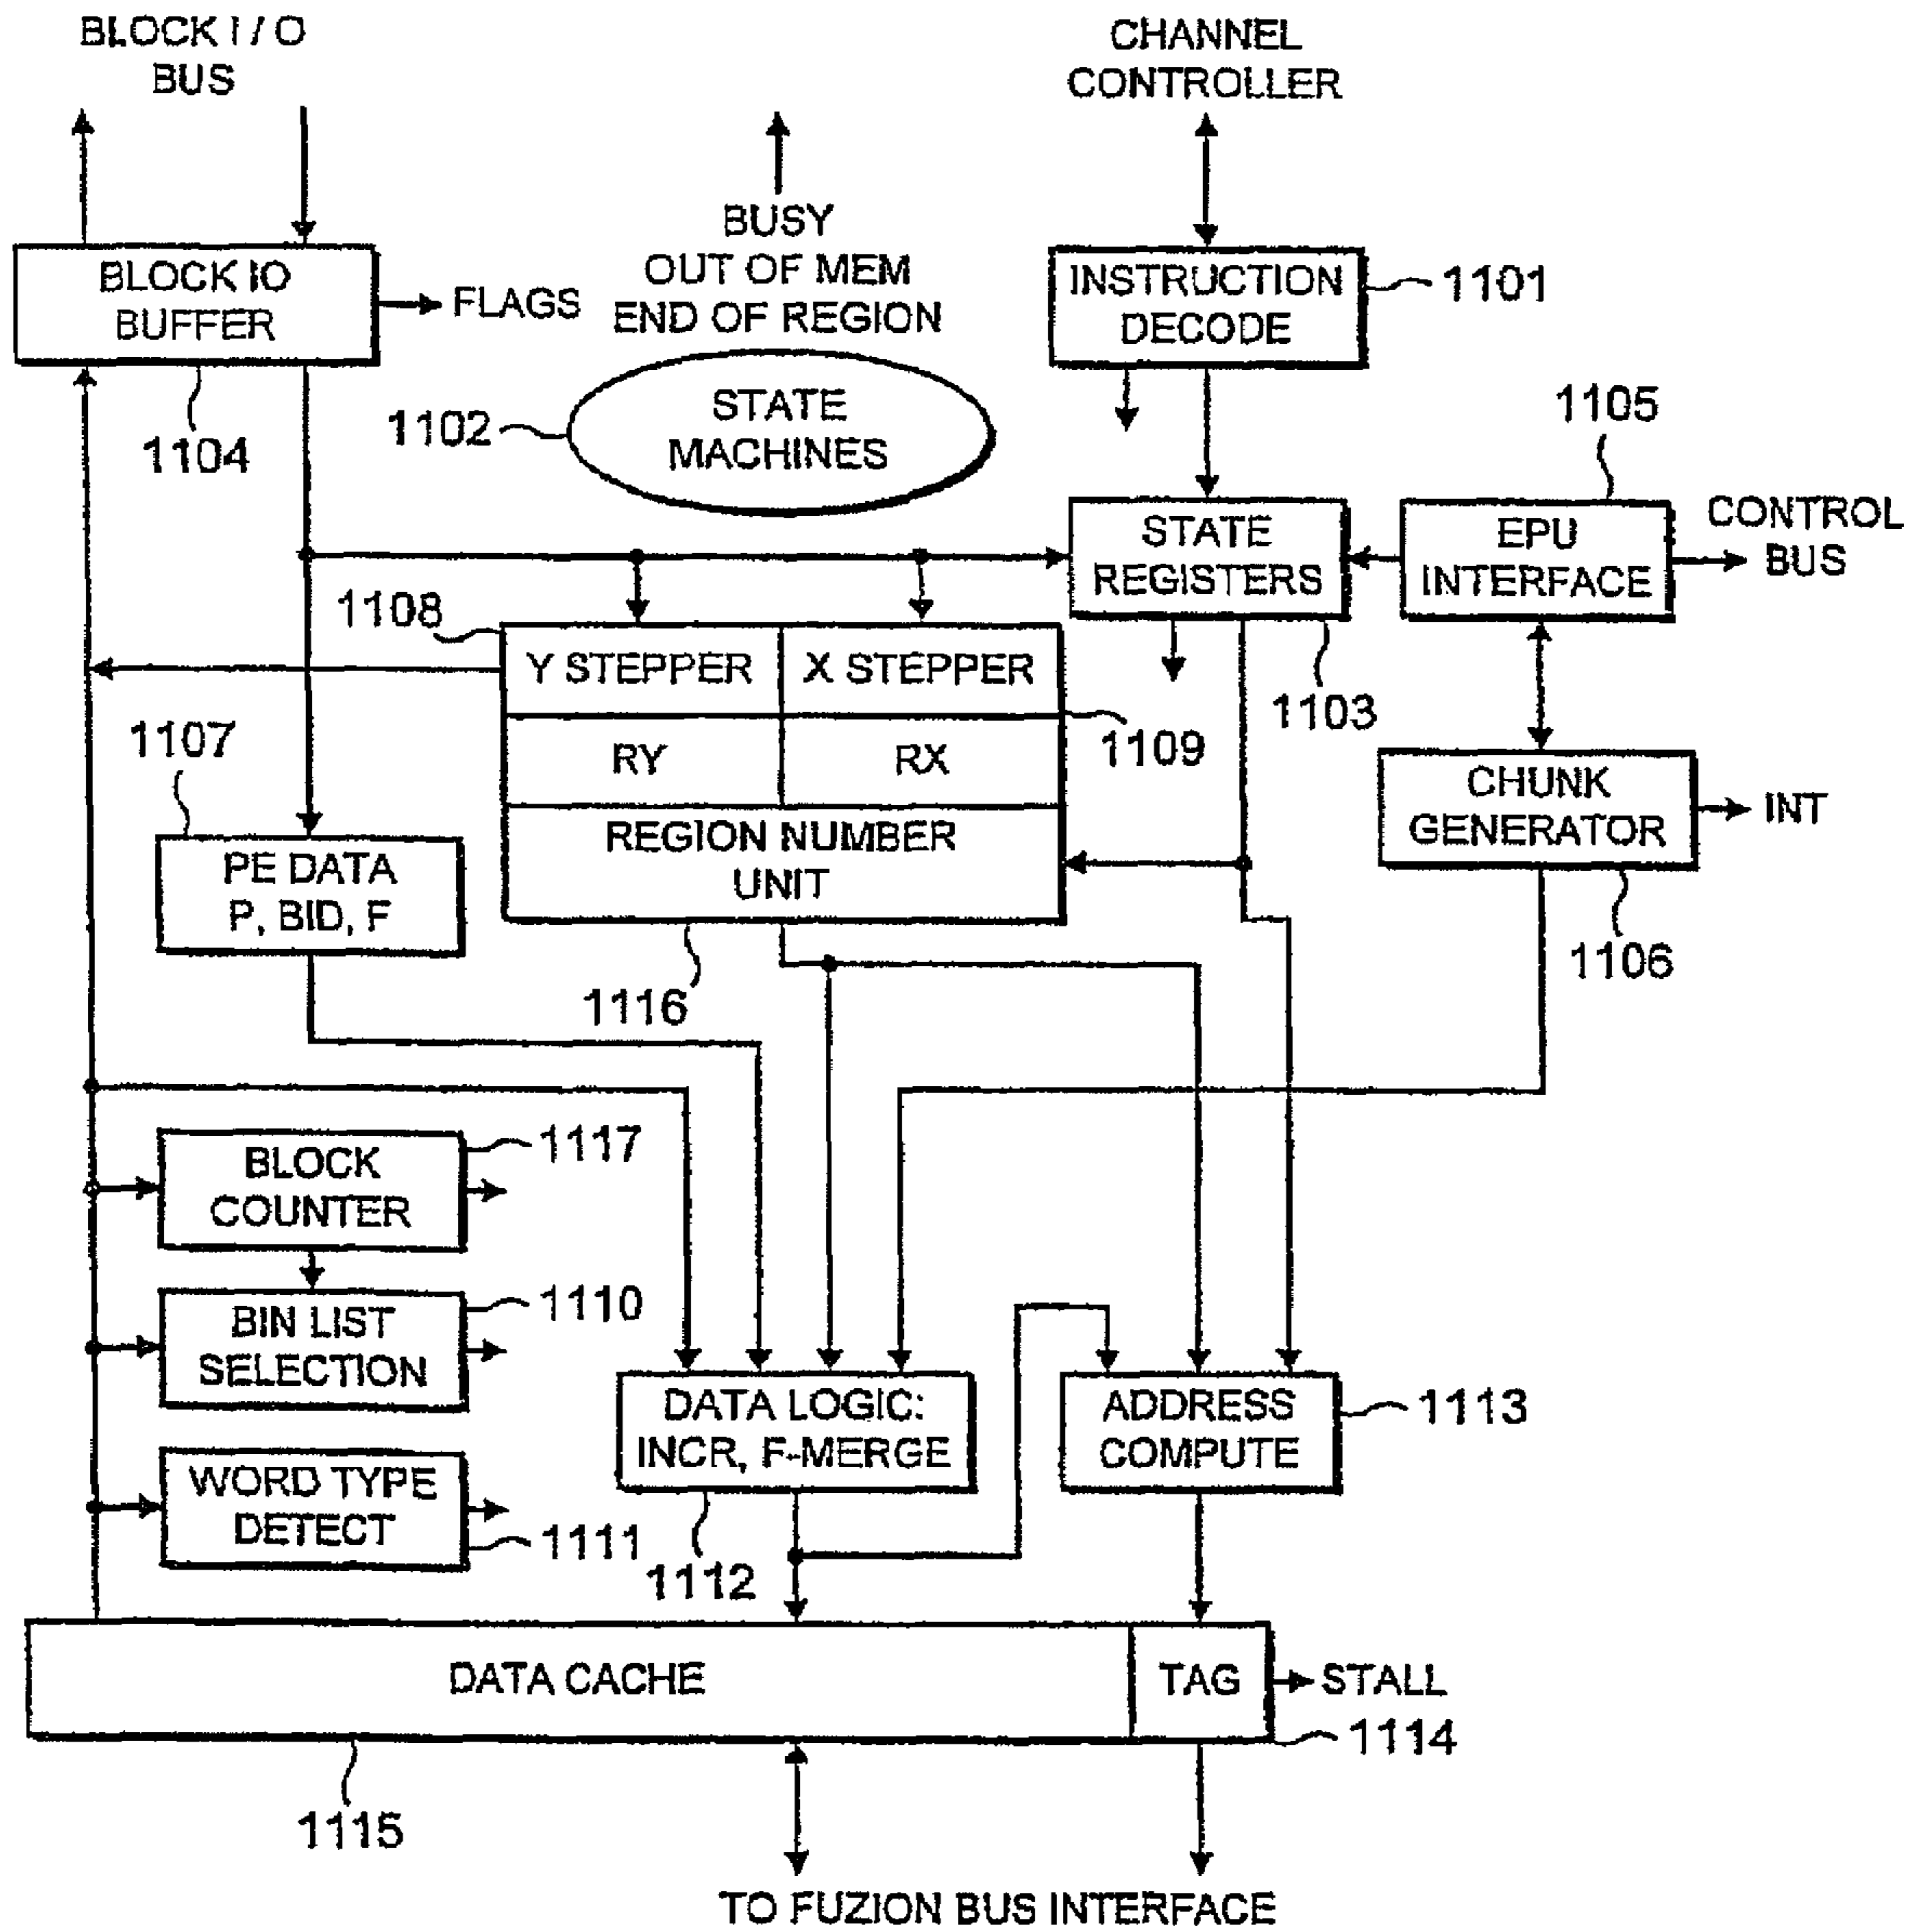 BLOCK I / O
BUS
CHANNEL
CONTROLLER
BUSY
OUT OF MEM
END OF REGION
BLOCK IO
BUFFER
FLAGS
INSTRUCTION
DECODE
1101
STATE
MACHINES
1102
1104
1105
STATE
REGISTERS
EPU
INTERFACE
CONTROL
BUS
1108
Y STEPPER
X STEPPER
1103
1107
RY
RX
1109
CHUNK
GENERATOR
INT
REGION NUMBER
UNIT
PE DATA
P, BID, F
1116
1106
BLOCK
COUNTER
1117
BIN LIST
SELECTION
1110
DATA LOGIC:
INCR, F-MERGE
ADDRESS
COMPUTE
1113
WORD TYPE
DETECT
1111
1112
DATA CACHE
TAG
STALL
1114
1115
TO FUZION BUS INTERFACE